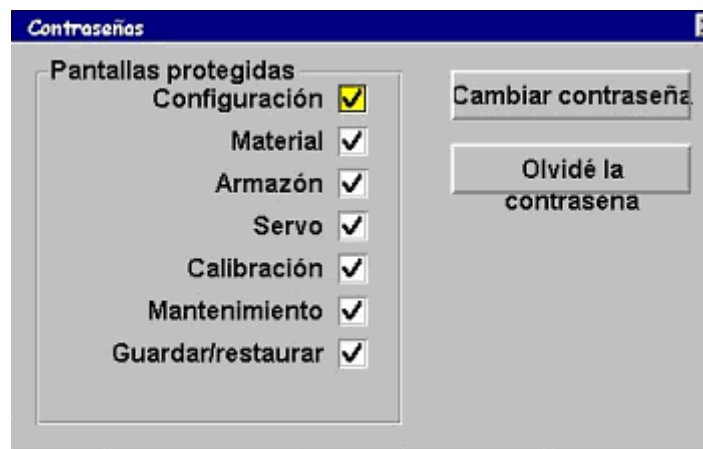 Contraseñas
Pantallas protegidas
Configuración
Material
Armazón
Servo
Calibración
Mantenimiento
Guardar/restaurar
Cambiar contraseña
Olvidé la
contrasena